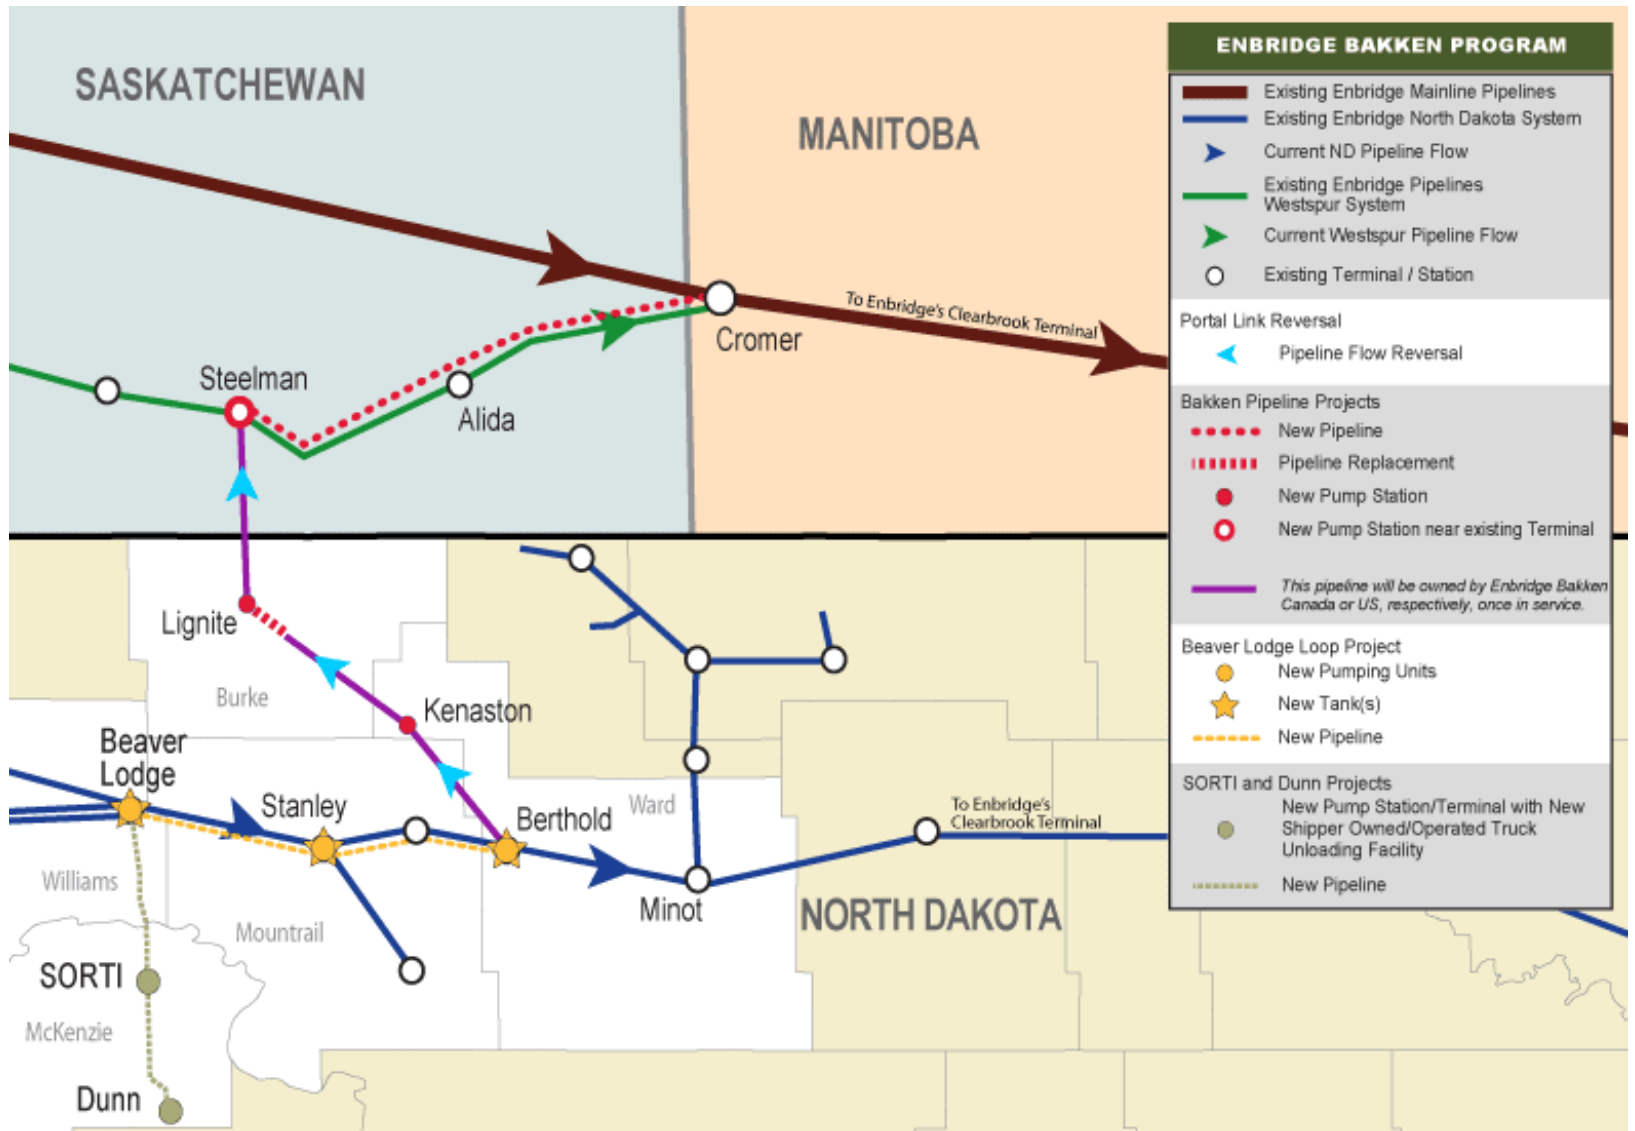 SASKATCHEWAN
MANITOBA
To Enbridge's Clearbrook Terminal
Cromer
Steelman
Alida
Lignite
Burke
Kenaston
Beaver
Lodge
Stanley
Berthold
Ward
To Enbridge's
Clearbrook Terminal
Williams
Minot
NORTH DAKOTA
Mountrail
SORTI
McKenzie
Dunn
ENBRIDGE BAKKEN PROGRAM
Existing Enbridge Mainline Pipelines
Existing Enbridge North Dakota System
Current ND Pipeline Flow
Existing Enbridge Pipelines
Westspur System
Current Westspur Pipeline Flow
Existing Terminal / Station
Portal Link Reversal
Pipeline Flow Reversal
Bakken Pipeline Projects
New Pipeline
Pipeline Replacement
New Pump Station
New Pump Station near existing Terminal
This pipeline will be owned by Enbridge Bakken
Canada or US, respectively, once in service.
Beaver Lodge Loop Project
New Pumping Units
New Tank(s)
New Pipeline
SORTI and Dunn Projects
New Pump Station/Terminal with New
Shipper Owned/Operated Truck
Unloading Facility
New Pipeline